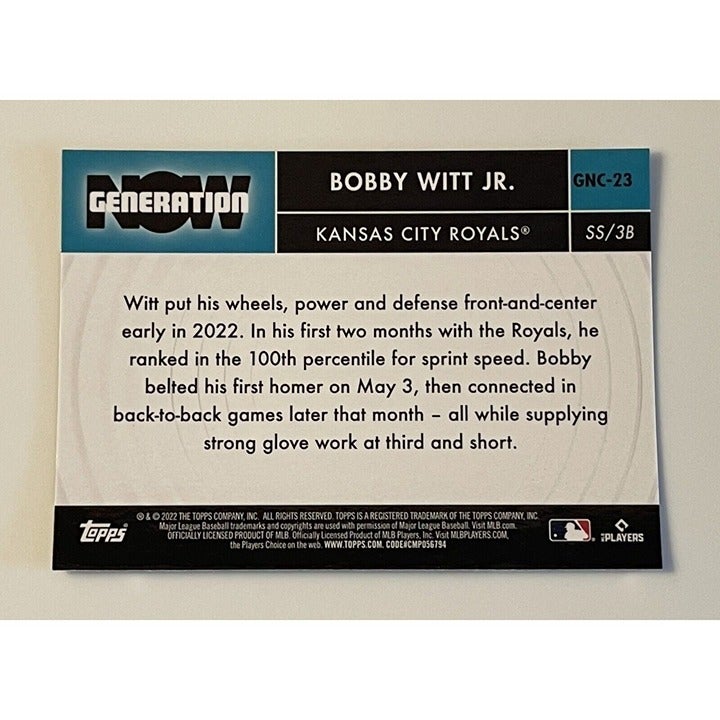 GENERATION
NOW
BOBBY WITT JR.
GNC-23
KANSAS CITY ROYALS®
SS/3B
Witt put his wheels, power and defense front-and-center
early in 2022. In his first two months with the Royals, he
ranked in the 100th percentile for sprint speed. Bobby
belted his first homer on May 3, then connected in
back-to-back games later that month – all while supplying
strong glove work at third and short.
topps
® & © 2022 THE TOPPS COMPANY, INC. ALL RIGHTS RESERVED. TOPPS IS A REGISTERED TRADEMARK OF THE TOPPS COMPANY, INC.
Major League Baseball trademarks and copyrights are used with permission of Major League Baseball. Visit MLB.com.
OFFICIALLY LICENSED PRODUCT OF MLB. Officially Licensed Product of MLB Players, Inc. Visit MLBPLAYERS.COM,
the Players Choice on the web. WWW.TOPPS.COM. CODE#CMP056794
MLB PLAYERS